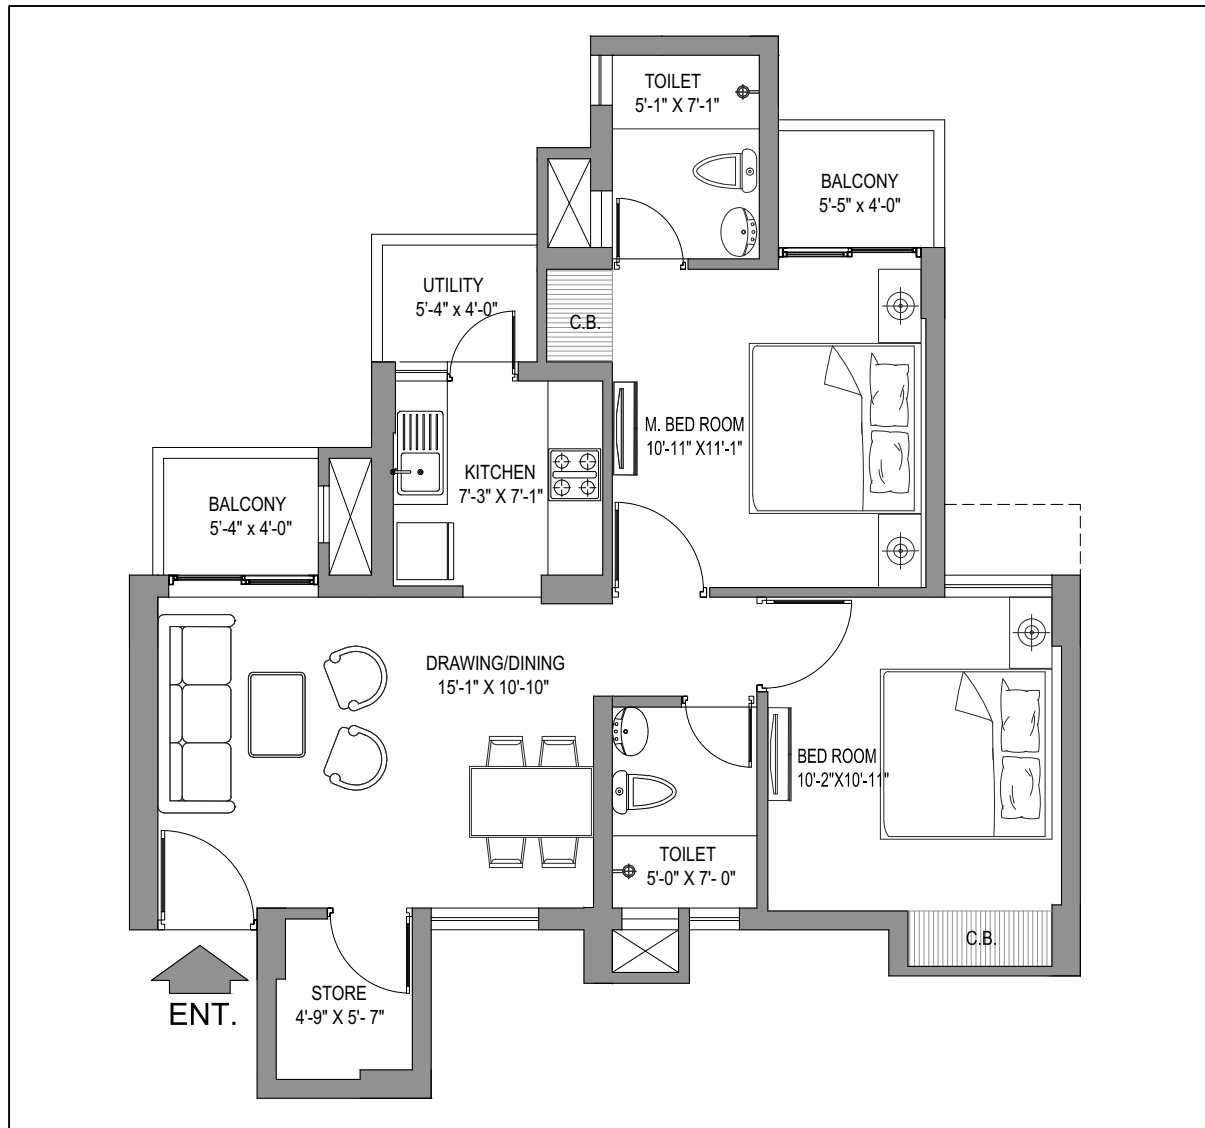 TOILET
5'-1" X 7'-1"
BALCONY
5'-5" x 4'-0"
UTILITY
5'-4" x 4'-0"
C.B.
M. BED ROOM
10'-11" X11'-1"
KITCHEN
7'-3" X 7'-1"
BALCONY
5'-4" x 4'-0"
DRAWING/DINING
15'-1" X 10'-10"
BED ROOM
10'-2"X10'-11"
TOILET
5'-0" X 7'- 0"
C.B.
STORE
4'-9" X 5'- 7"
ENT.